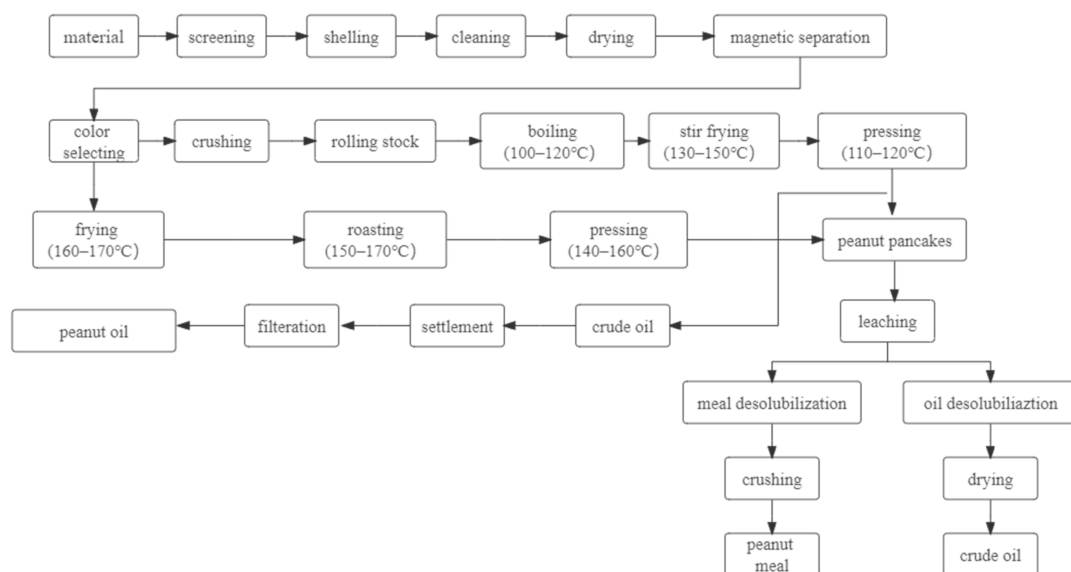 material
screening
shelling
cleaning
drying
magnetic separation
color
selecting
crushing
rolling stock
boiling
(100–120℃)
stir frying
(130–150℃)
pressing
(110–120℃)
frying
(160–170℃)
roasting
(150–170℃)
pressing
(140–160℃)
peanut pancakes
peanut oil
filteration
settlement
crude oil
leaching
meal desolubilization
oil desolubiliaztion
crushing
drying
peanut
meal
crude oil